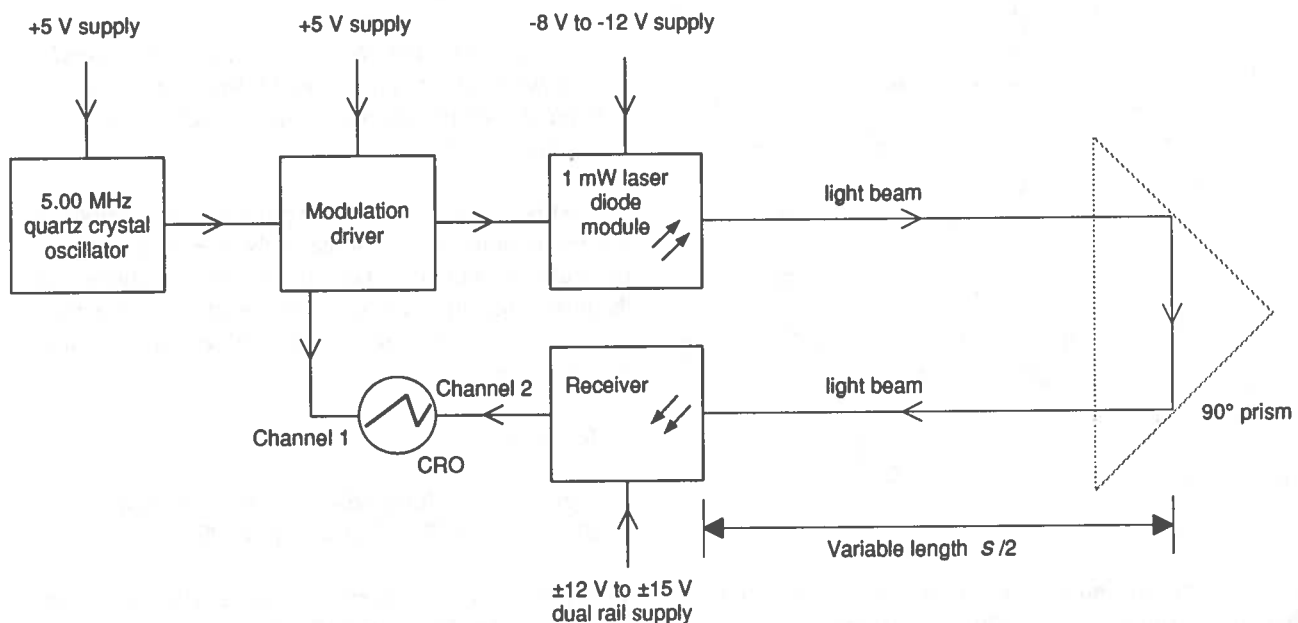 +5 V supply
+5 V supply
-8 V to -12 V supply
5.00 MHz
quartz crystal
oscillator
Modulation
driver
1 mW laser
diode
module
light beam
Receiver
light beam
90° prism
Channel 2
Channel 1
CRO
Variable length S/2
±12 V to ±15 V
dual rail supply